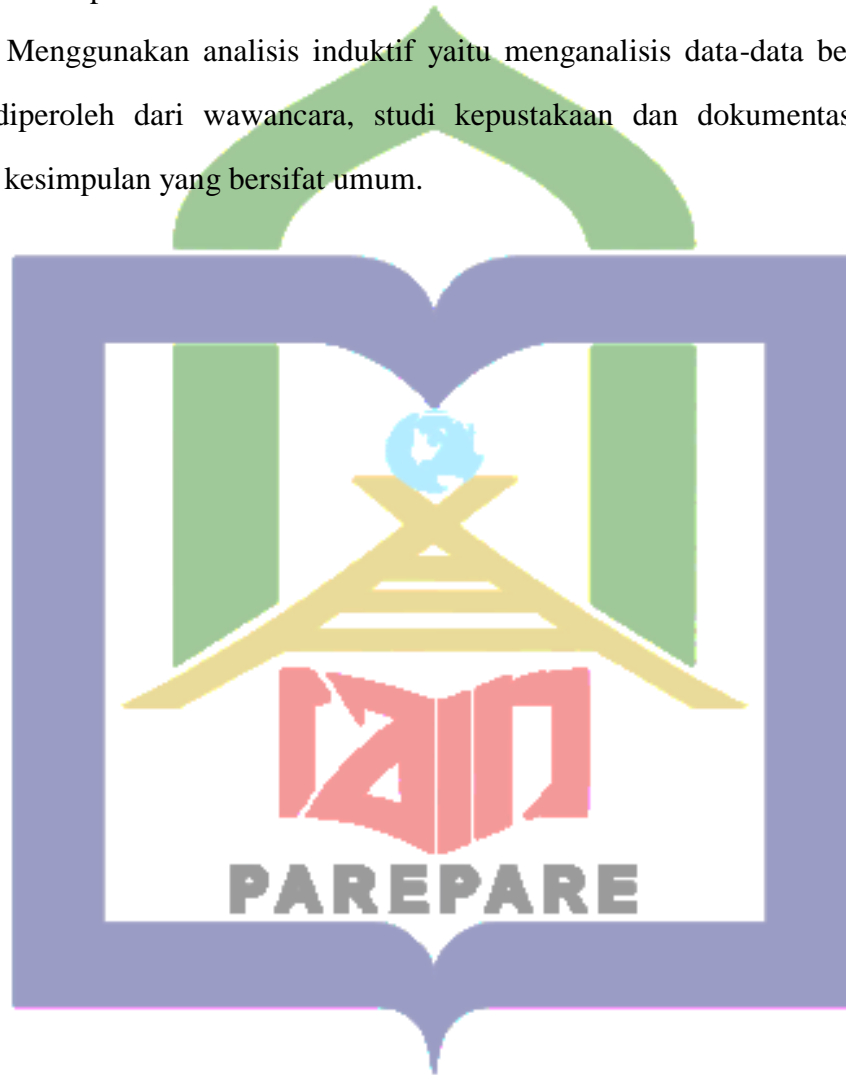 Menggunakan analisis induktif yaitu menganalisis data-data be
diperoleh dari wawancara, studi kepustakaan dan dokumentas
kesimpulan yang bersifat umum.
iain
PAREPARE